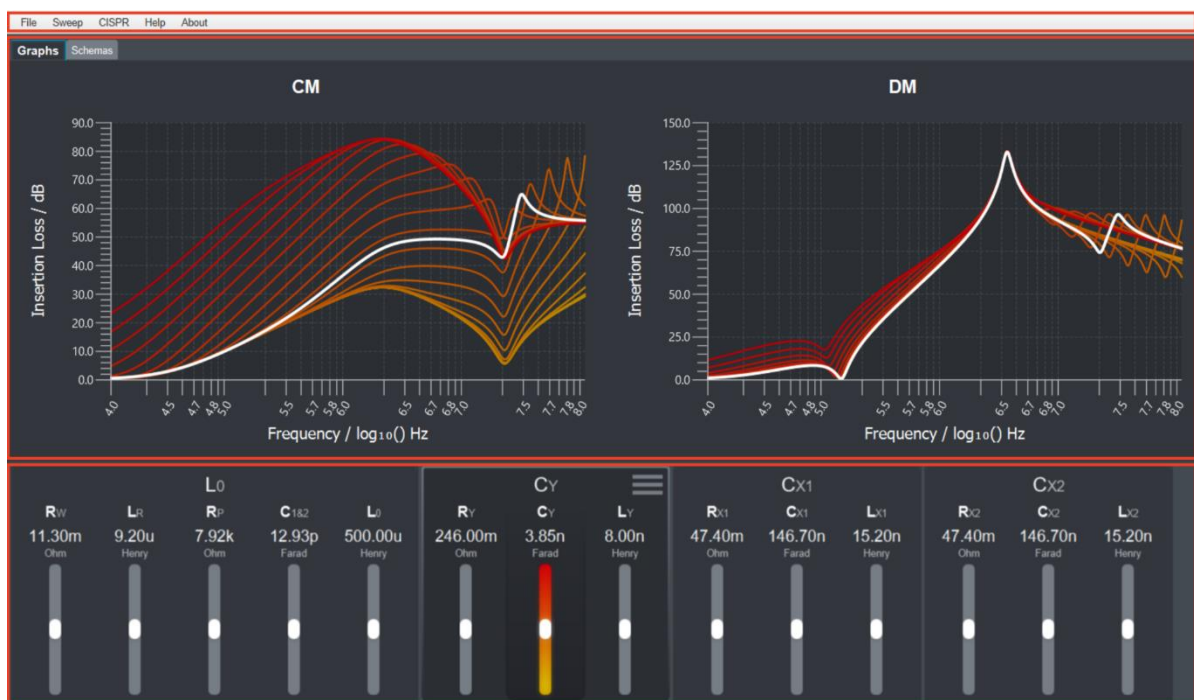 File Sweep CISPR Help About
Graphs Schemas
CM
90.0
80.0
70.0
60.0
50.0
40.0
30.0
20.0
10.0
0.0
Insertion Loss / dB
4.0 4.5 4.7 4.8 5.0 5.5 5.7 5.8 6.0 6.5 6.7 6.8 7.0 7.5 7.7 7.8 8.0
Frequency / log₁₀() Hz
DM
150.0
125.0
100.0
75.0
50.0
25.0
0.0
Insertion Loss / dB
4.0 4.5 4.7 4.8 5.0 5.5 5.7 5.8 6.0 6.5 6.7 6.8 7.0 7.5 7.7 7.8 8.0
Frequency / log₁₀() Hz
L0
RW LR RP C1&2 L0
11.30m 9.20u 7.92k 12.93p 500.00u
Ohm Henry Ohm Farad Henry
CY
RY CY LY
246.00m 3.85n 8.00n
Ohm Farad Henry
CX1
RX1 CX1 LX1
47.40m 146.70n 15.20n
Ohm Farad Henry
CX2
RX2 CX2 LX2
47.40m 146.70n 15.20n
Ohm Farad Henry